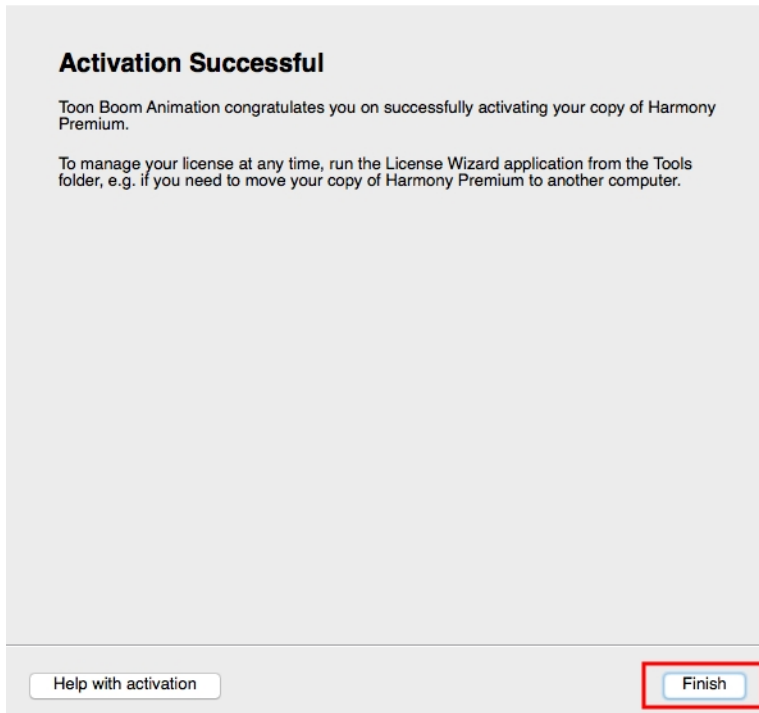 Activation Successful
Toon Boom Animation congratulates you on successfully activating your copy of Harmony
Premium.
To manage your license at any time, run the License Wizard application from the Tools
folder, e.g. if you need to move your copy of Harmony Premium to another computer.
Help with activation
Finish